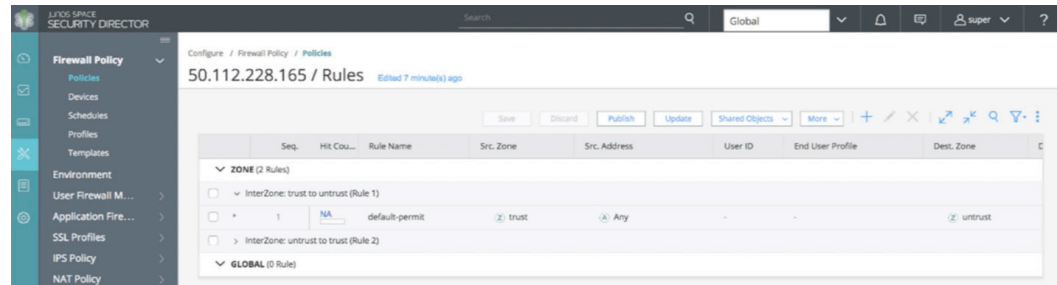 JUNOS SPACE
SECURITY DIRECTOR
Search
Global
super
?
Firewall Policy
Policies
Devices
Schedules
Profiles
Templates
Environment
User Firewall M...
Application Fire...
SSL Profiles
IPS Policy
NAT Policy
Configure / Firewall Policy / Policies
50.112.228.165 / Rules Edited 7 minute(s) ago
Save Discard Publish Update Shared Objects More
Seq. Hit Cou... Rule Name Src. Zone Src. Address User ID End User Profile Dest. Zone D
ZONE (2 Rules)
InterZone: trust to untrust (Rule 1)
* 1 NA default-permit Z trust A Any - - Z untrust
InterZone: untrust to trust (Rule 2)
GLOBAL (0 Rule)